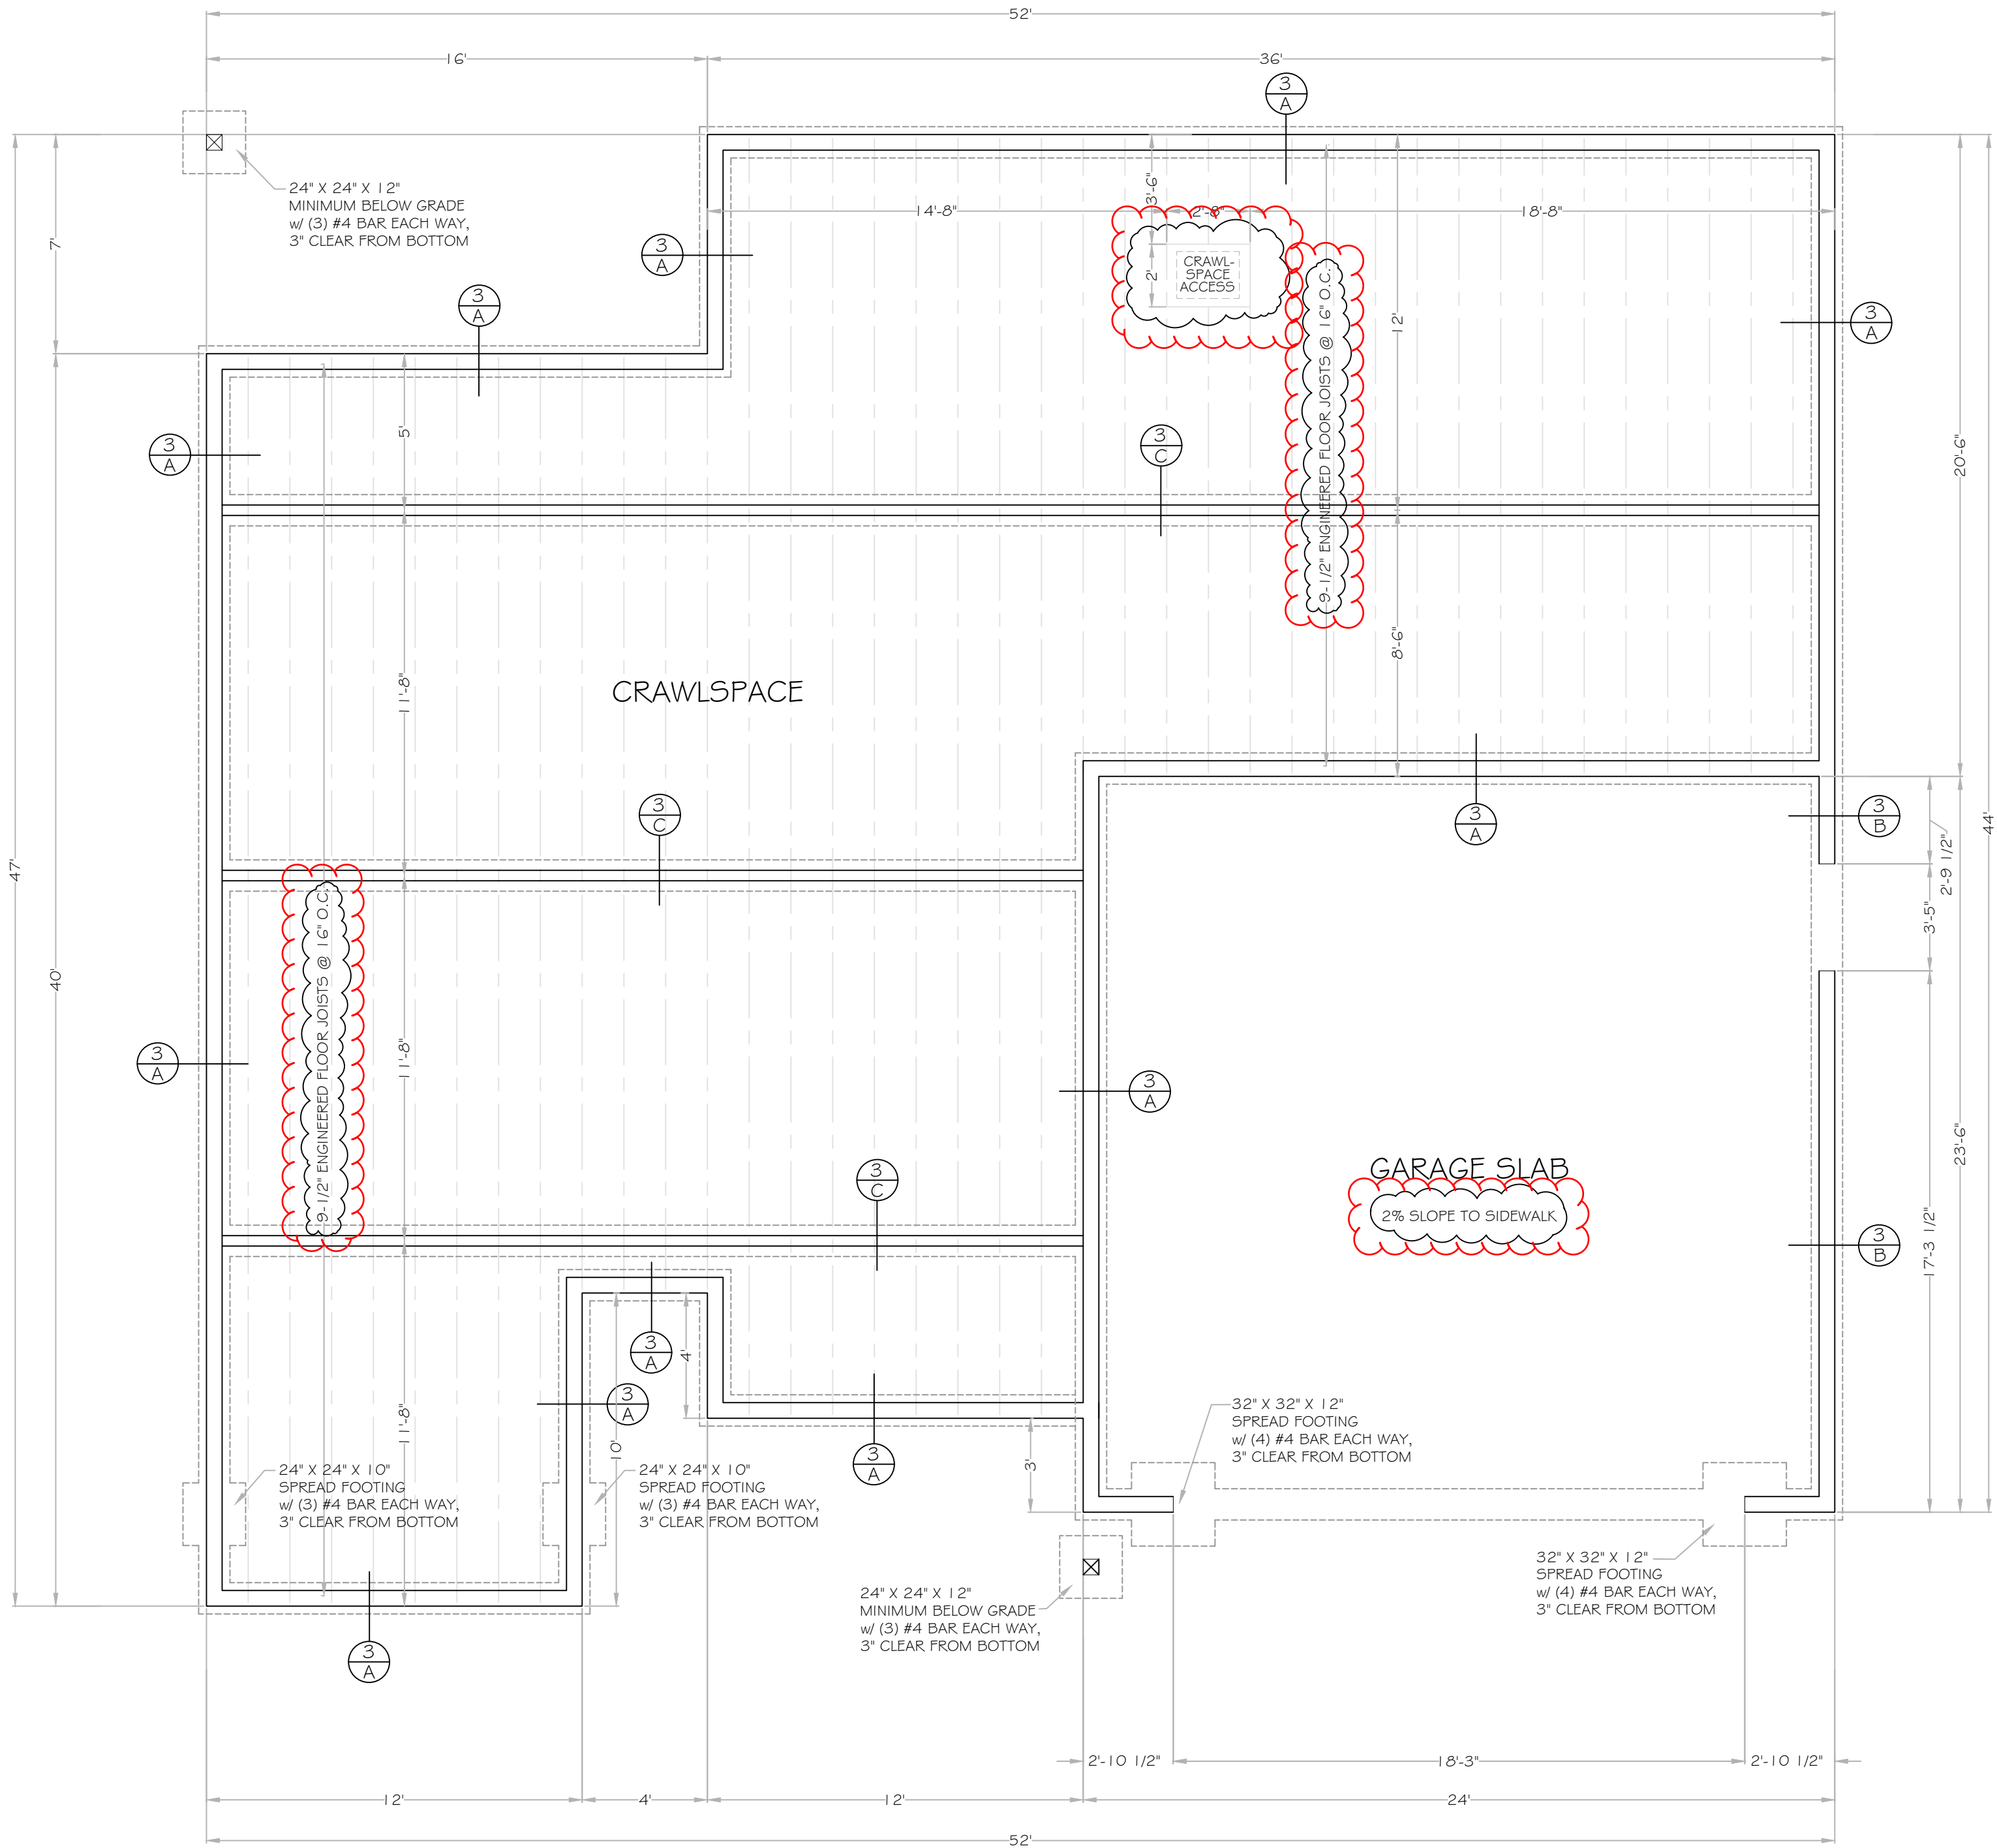 52'
16'
36'
3
A
24" X 24" X 12"
MINIMUM BELOW GRADE
w/ (3) #4 BAR EACH WAY,
3" CLEAR FROM BOTTOM
3'-6"
14'-8"
2'-8"
18'-8"
7'
3
A
CRAWL-
SPACE
ACCESS
2'
3
A
12'
3
A
9-1/2" ENGINEERED FLOOR JOISTS @ 16" O.C.
5'
3
A
3
C
20'-6"
8'-6"
11'-8"
CRAWLSPACE
3
C
3
A
3
B
44'
2'-9 1/2"
47'
3'-5"
40'
9-1/2" ENGINEERED FLOOR JOISTS @ 16" O.C.
11'-8"
3
A
3
A
23'-6"
GARAGE SLAB
2% SLOPE TO SIDEWALK
3
C
17'-3 1/2"
3
B
3
A
4'
3
A
11'-8"
10'
3
A
3'
32" X 32" X 12"
SPREAD FOOTING
w/ (4) #4 BAR EACH WAY,
3" CLEAR FROM BOTTOM
24" X 24" X 10"
SPREAD FOOTING
w/ (3) #4 BAR EACH WAY,
3" CLEAR FROM BOTTOM
24" X 24" X 10"
SPREAD FOOTING
w/ (3) #4 BAR EACH WAY,
3" CLEAR FROM BOTTOM
32" X 32" X 12"
SPREAD FOOTING
w/ (4) #4 BAR EACH WAY,
3" CLEAR FROM BOTTOM
24" X 24" X 12"
MINIMUM BELOW GRADE
w/ (3) #4 BAR EACH WAY,
3" CLEAR FROM BOTTOM
3
A
2'-10 1/2"
18'-3"
2'-10 1/2"
12'
4'
12'
24'
52'